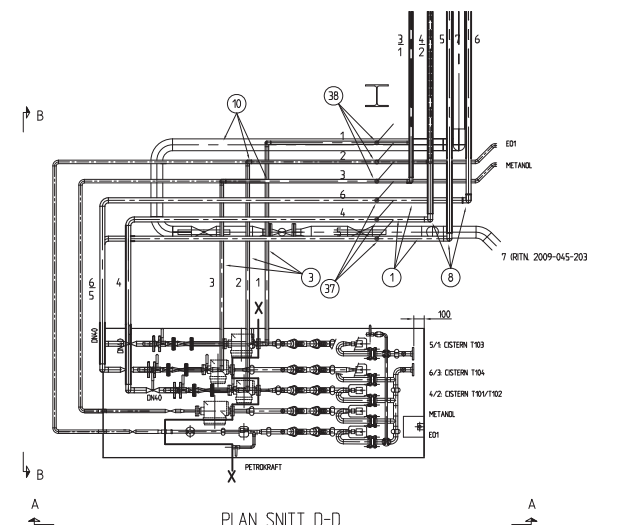 3 4 5 7 6
1 2
38
10
B
1
2
3
6
4
5
EO1
METANOL
7 (RITN. 2009-045-203
3
37
1
8
6 4 3 2 1
5
X
100
DN40
DN40
DN40
5/1: CISTERN T103
6/3: CISTERN T104
4/2: CISTERN T101/T102
METANOL
EO1
PETROKRAFT
X
B
A A
PLAN SNITT D-D